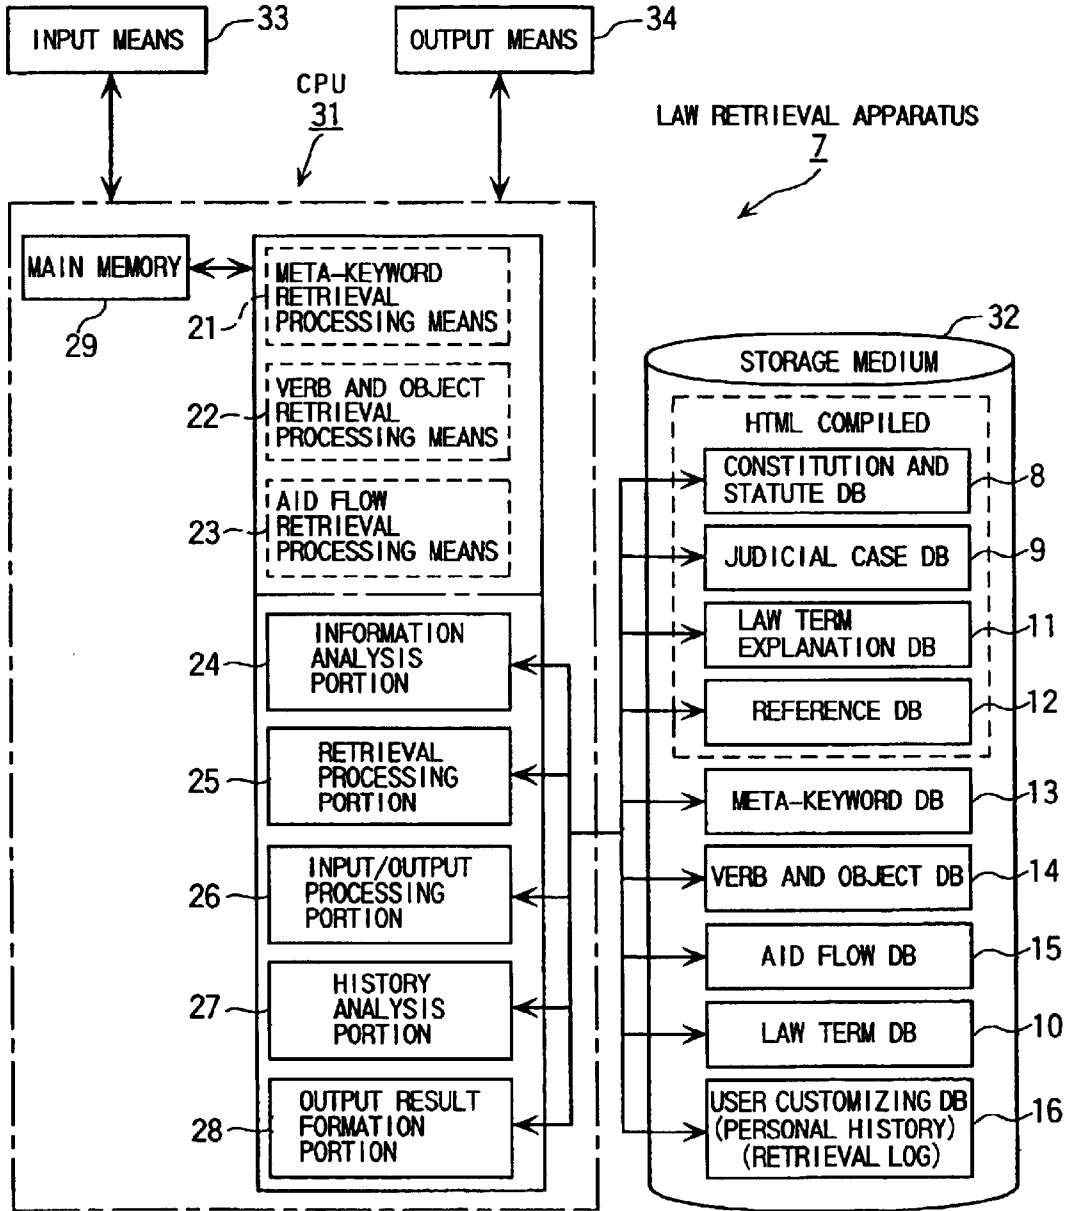 INPUT MEANS
33
OUTPUT MEANS
34
CPU
31
LAW RETRIEVAL APPARATUS
7
MAIN MEMORY
29
META-KEYWORD
RETRIEVAL
PROCESSING MEANS
21
VERB AND OBJECT
RETRIEVAL
PROCESSING MEANS
22
AID FLOW
RETRIEVAL
PROCESSING MEANS
23
INFORMATION
ANALYSIS
PORTION
24
RETRIEVAL
PROCESSING
PORTION
25
INPUT/OUTPUT
PROCESSING
PORTION
26
HISTORY
ANALYSIS
PORTION
27
OUTPUT RESULT
FORMATION
PORTION
28
32
STORAGE MEDIUM
HTML COMPILED
CONSTITUTION AND
STATUTE DB
8
JUDICIAL CASE DB
9
LAW TERM
EXPLANATION DB
11
REFERENCE DB
12
META-KEYWORD DB
13
VERB AND OBJECT DB
14
AID FLOW DB
15
LAW TERM DB
10
USER CUSTOMIZING DB
(PERSONAL HISTORY)
(RETRIEVAL LOG)
16